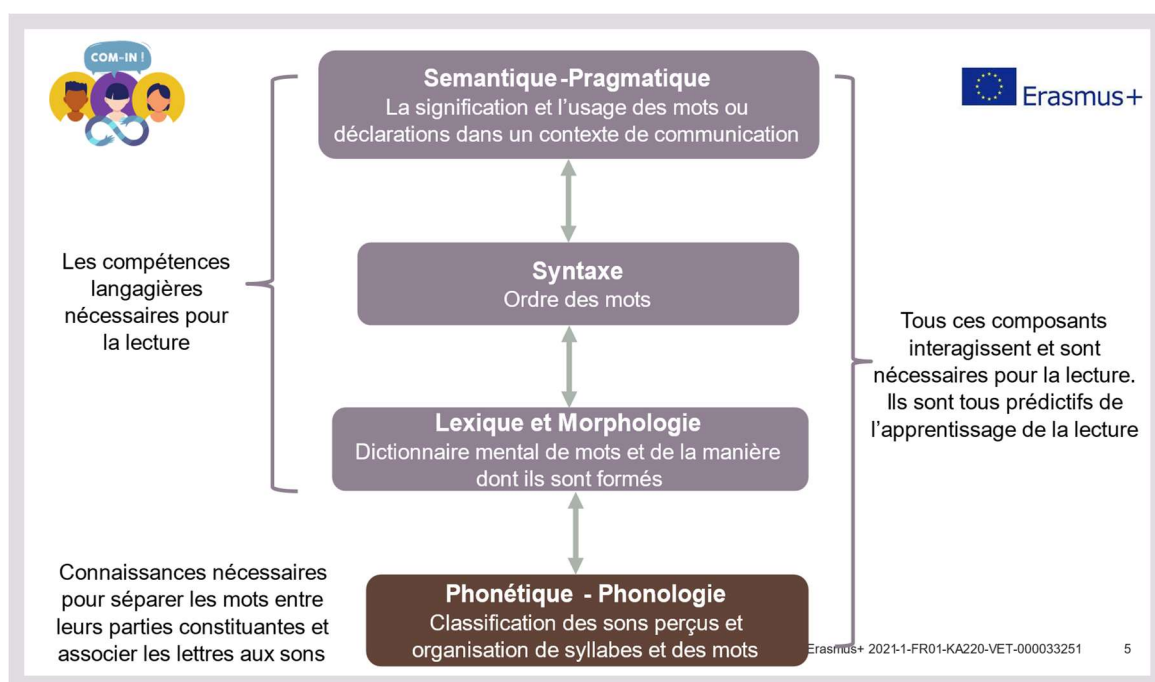 COM-IN !
Semantique -Pragmatique
La signification et l'usage des mots ou
déclarations dans un contexte de communication
Erasmus+
Syntaxe
Ordre des mots
Les compétences
langagières
nécessaires pour
la lecture
Tous ces composants
interagissent et sont
nécessaires pour la lecture.
Ils sont tous prédictifs de
l'apprentissage de la lecture
Lexique et Morphologie
Dictionnaire mental de mots et de la manière
dont ils sont formés
Connaissances nécessaires
pour séparer les mots entre
leurs parties constituantes et
associer les lettres aux sons
Phonétique - Phonologie
Classification des sons perçus et
organisation de syllabes et des mots
Erasmus+ 2021-1-FR01-KA220-VET-000033251 5